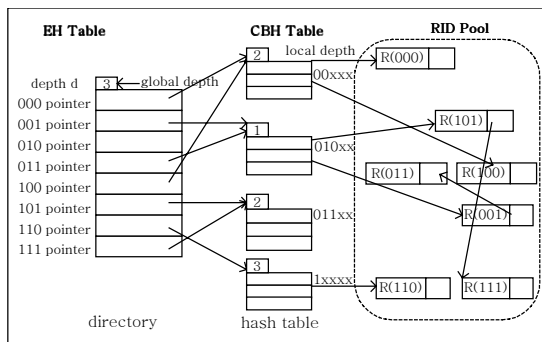 EH Table
CBH Table
RID Pool
depth d
3
global depth
000 pointer
001 pointer
010 pointer
011 pointer
100 pointer
101 pointer
110 pointer
111 pointer
directory
2
local depth
00xxx
1
010xx
2
011xx
3
1xxxx
hash table
R(000)
R(101)
R(011)
R(100)
R(001)
R(110)
R(111)